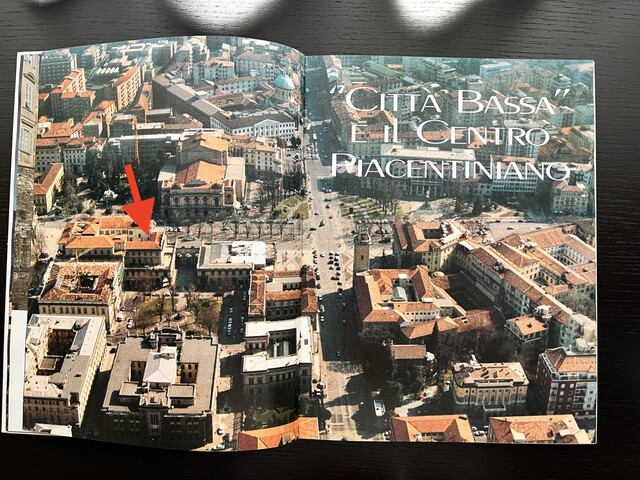 "CITTÀ BASSA"
E IL CENTRO
PIACENTINIANO